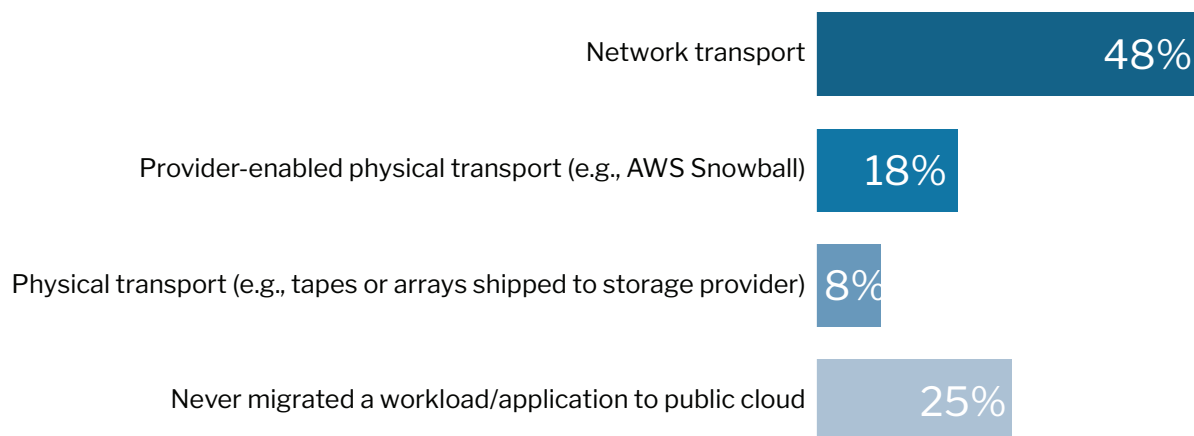 Network transport 48%
Provider-enabled physical transport (e.g., AWS Snowball) 18%
Physical transport (e.g., tapes or arrays shipped to storage provider) 8%
Never migrated a workload/application to public cloud 25%